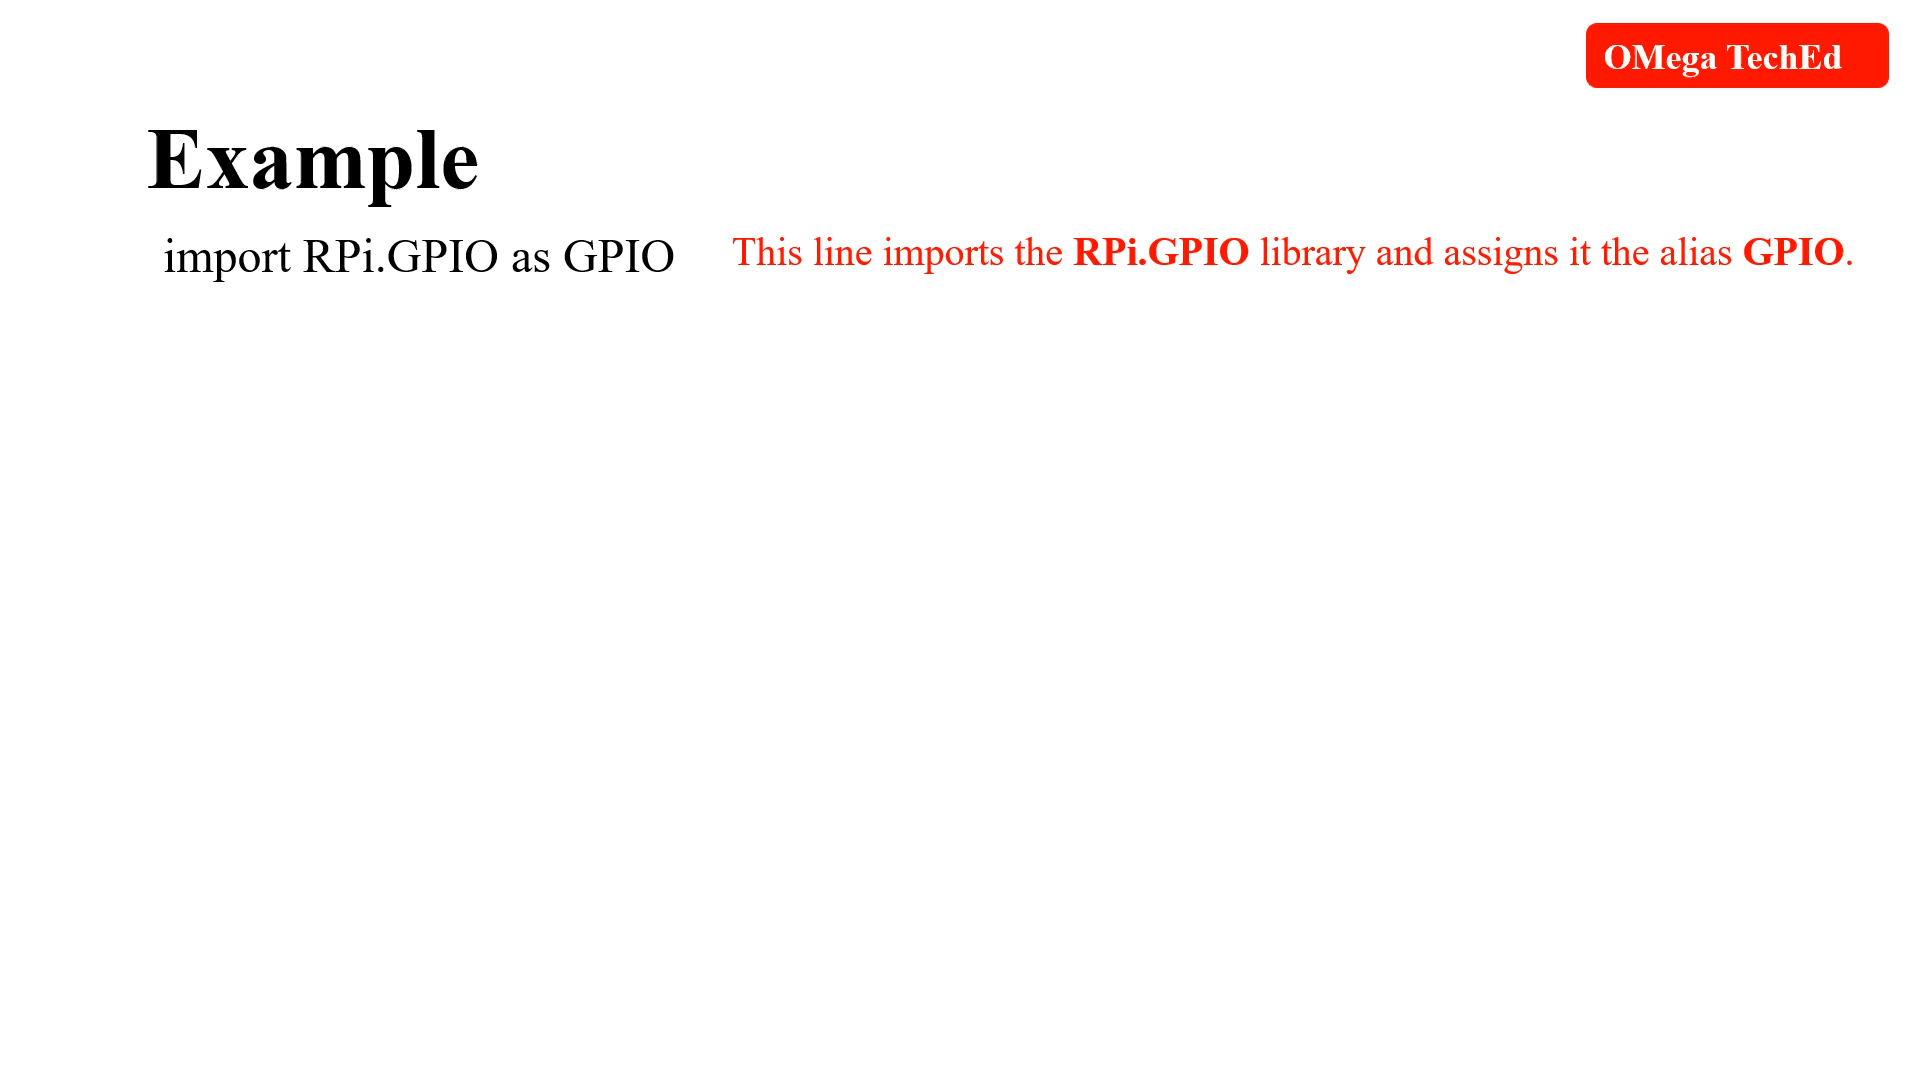 OMega TechEd
Example
import RPi.GPIO as GPIO
This line imports the RPi.GPIO library and assigns it the alias GPIO.